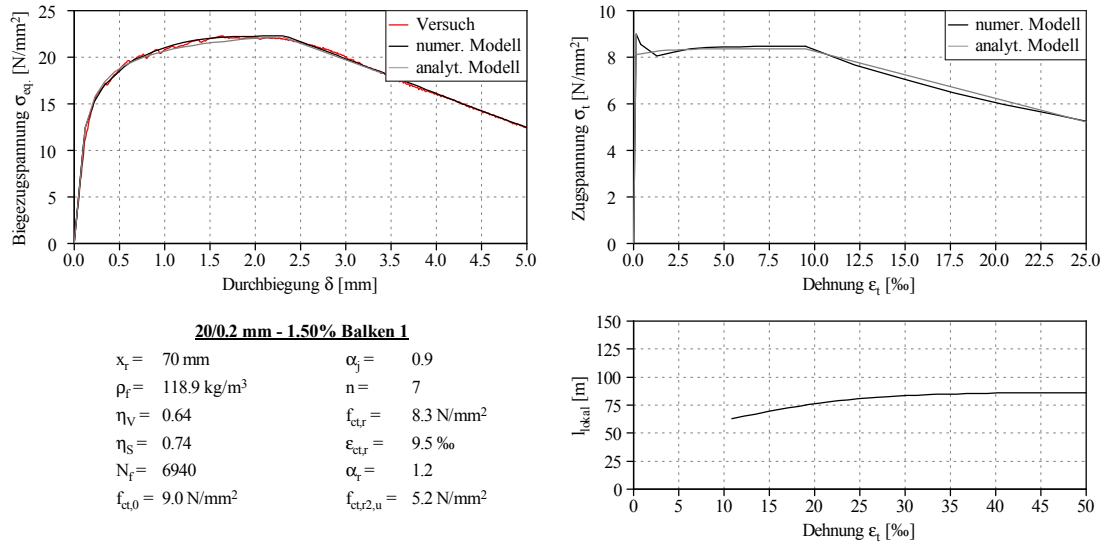 Biegezugspannung σeq. [N/mm²]
25
20
15
10
5
0
Versuch
numer. Modell
analyt. Modell
0.0 0.5 1.0 1.5 2.0 2.5 3.0 3.5 4.0 4.5 5.0
Durchbiegung δ [mm]
Zugspannung σt [N/mm²]
10
8
6
4
2
0
numer. Modell
analyt. Modell
0.0 2.5 5.0 7.5 10.0 12.5 15.0 17.5 20.0 22.5 25.0
Dehnung εt [‰]
20/0.2 mm - 1.50% Balken 1
xr = 70 mm αj = 0.9
ρf = 118.9 kg/m³ n = 7
ηV = 0.64 fct,r = 8.3 N/mm²
ηS = 0.74 εct,r = 9.5 ‰
Nf = 6940 αr = 1.2
fct,0 = 9.0 N/mm² fct,r2,u = 5.2 N/mm²
llokal [m]
150
125
100
75
50
25
0
0 5 10 15 20 25 30 35 40 45 50
Dehnung εt [‰]